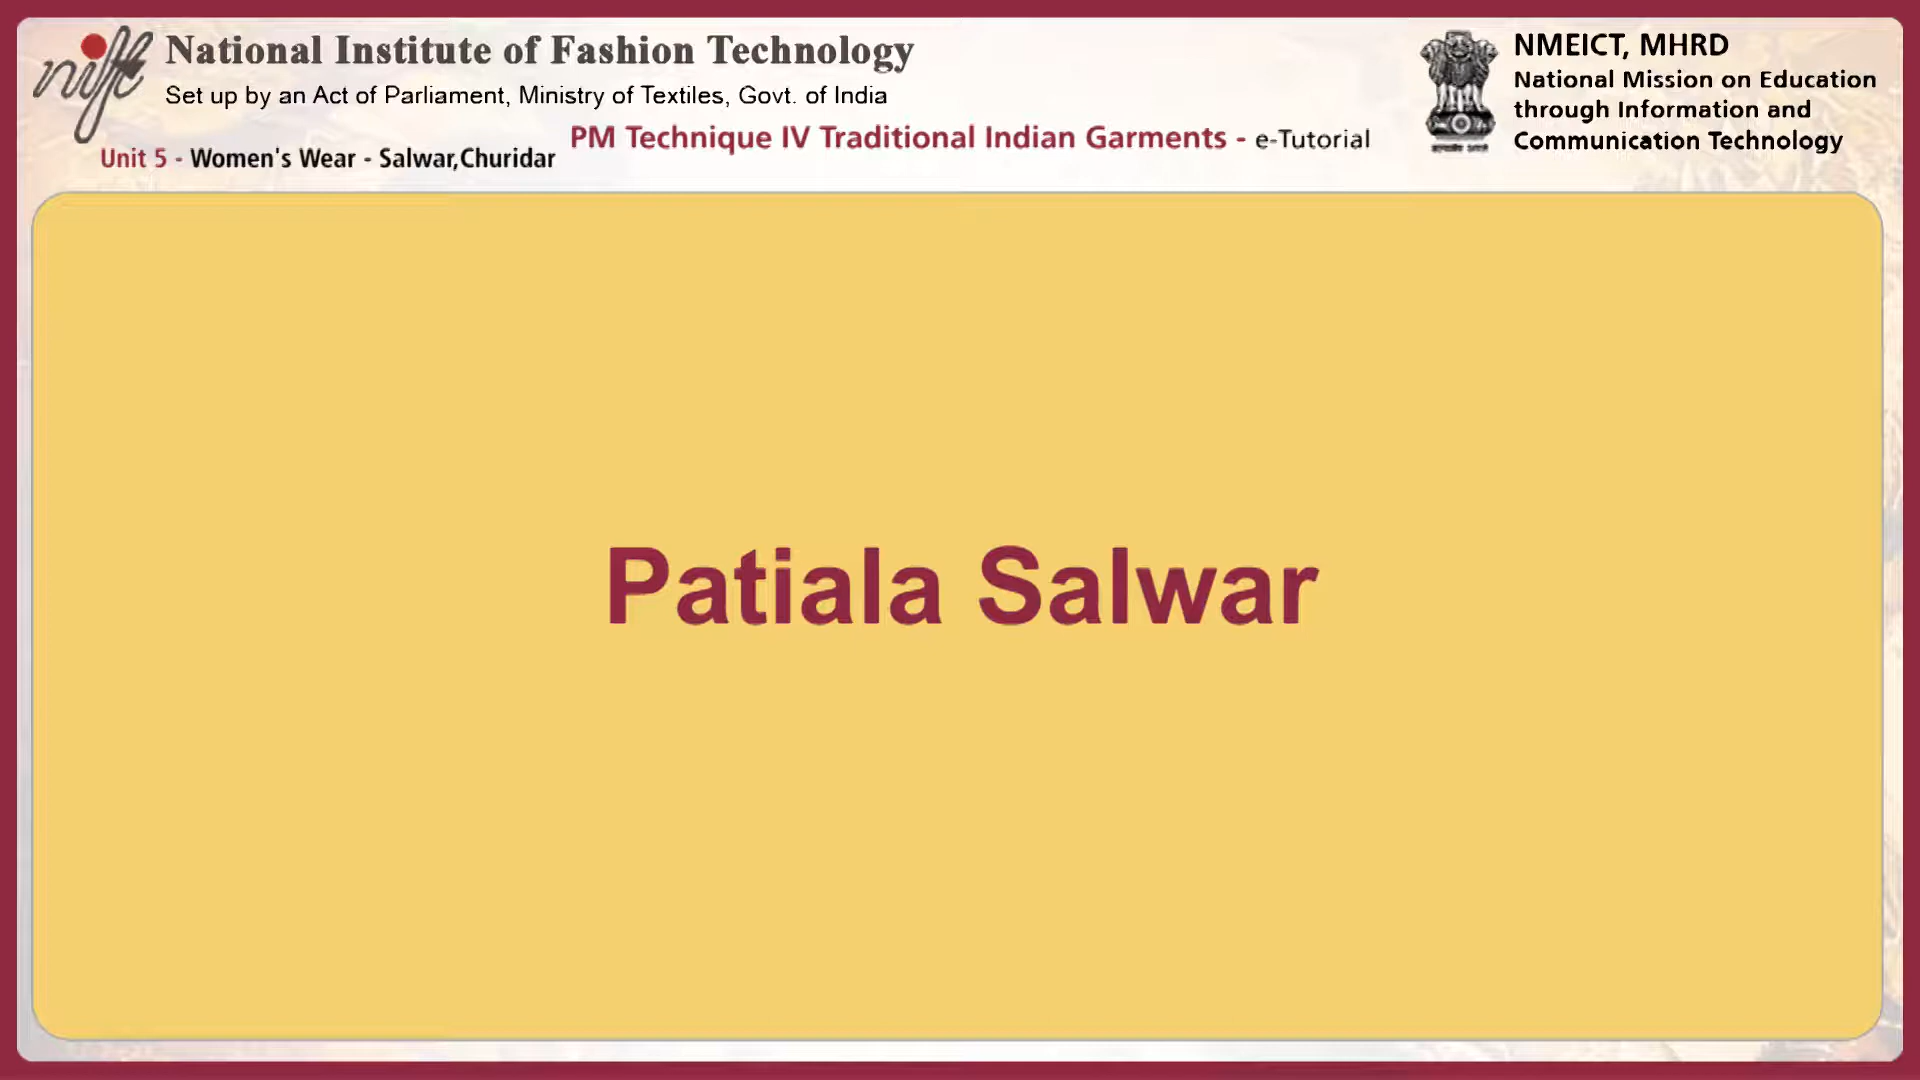 nift
National Institute of Fashion Technology
Set up by an Act of Parliament, Ministry of Textiles, Govt. of India
PM Technique IV Traditional Indian Garments - e-Tutorial
Unit 5 - Women's Wear - Salwar,Churidar
NMEICT, MHRD
National Mission on Education
through Information and
Communication Technology
Patiala Salwar